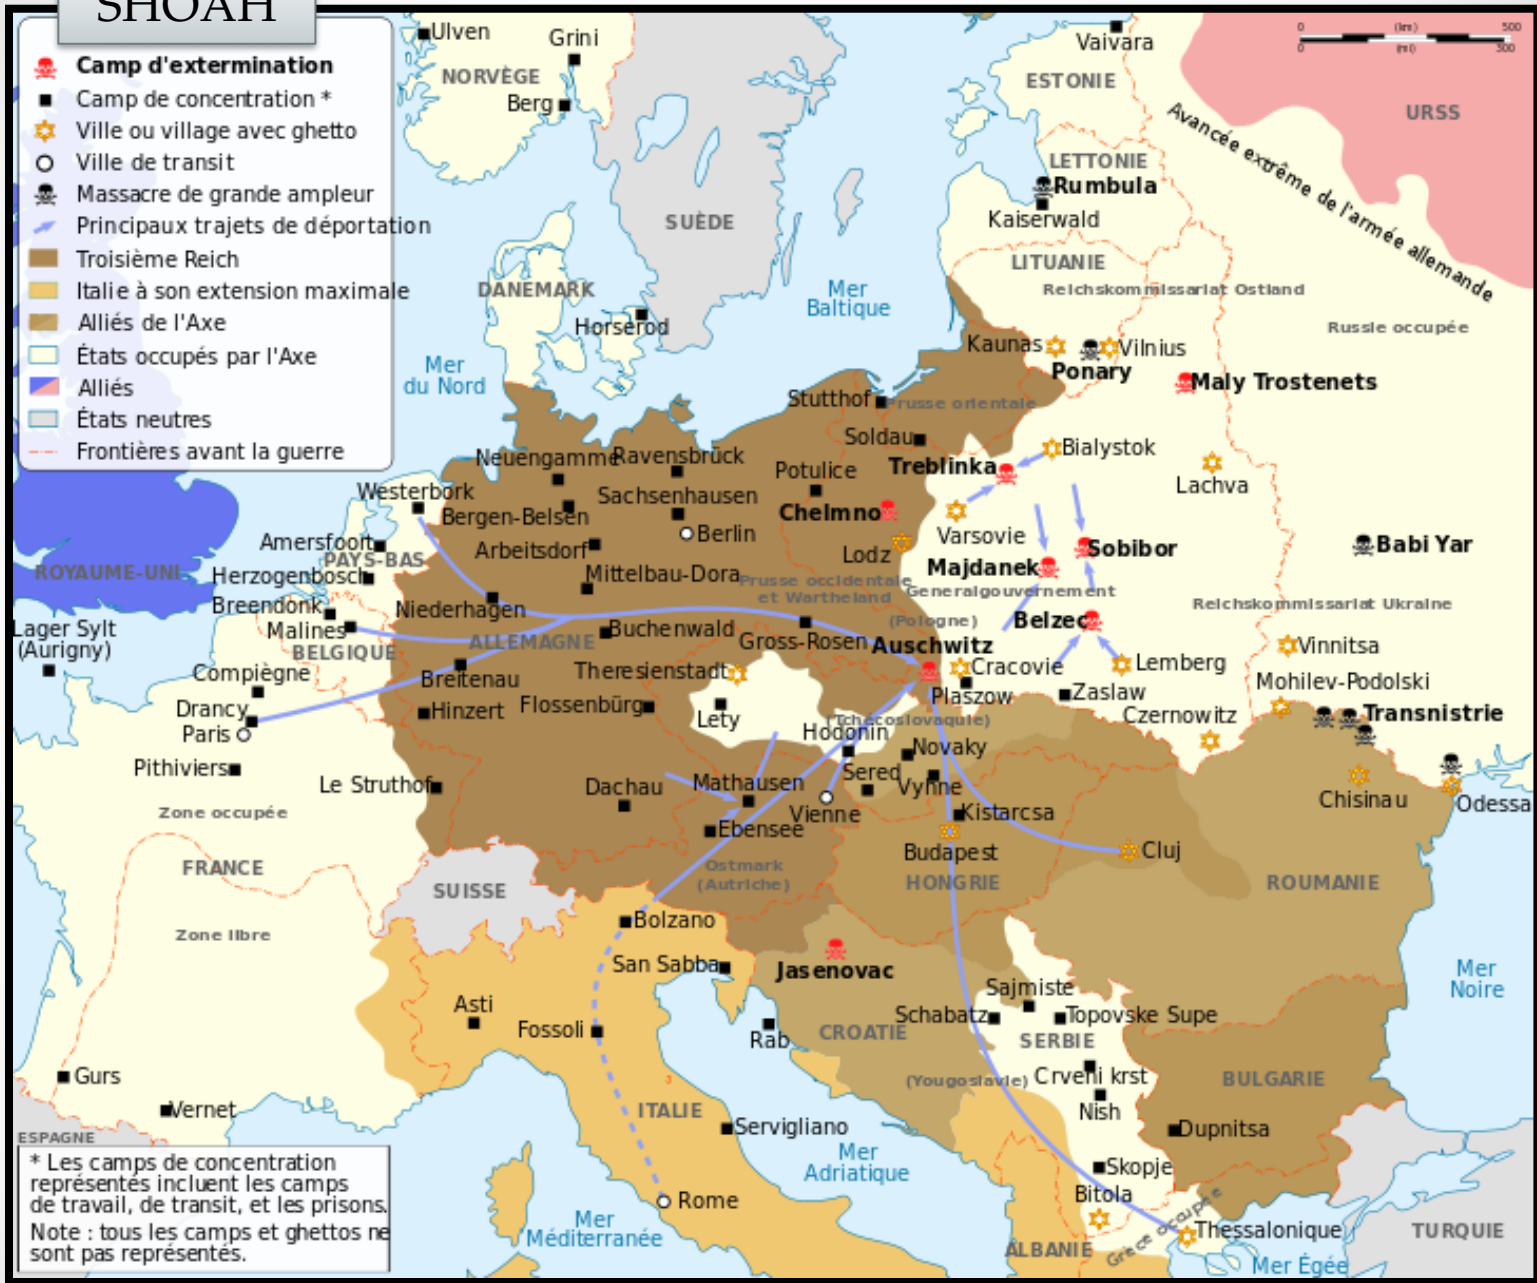 SHOAH
Camp d'extermination
Camp de concentration *
Ville ou village avec ghetto
Ville de transit
Massacre de grande ampleur
Principaux trajets de déportation
Troisième Reich
Italie à son extension maximale
Alliés de l'Axe
États occupés par l'Axe
Alliés
États neutres
Frontières avant la guerre
Ulven
Grini
NORVÈGE
Berg
SUÈDE
DANEMARK
Horserod
Mer
du Nord
Mer
Baltique
Vaivara
ESTONIE
0 (km) 500
0 (mi) 300
URSS
Avancée extrême de l'armée allemande
LETTONIE
Rumbula
Kaiserwald
LITUANIE
Reichskommissariat Ostland
Russie occupée
Kaunas
Vilnius
Ponary
Maly Trostenets
Stutthof
Prusse orientale
Soldau
Bialystok
Treblinka
Lachva
Neuengamme
Ravensbrück
Potulice
Westerbork
Sachsenhausen
Chelmno
Bergen-Belsen
Varsovie
Berlin
Amersfoort
Arbeitsdorf
Lodz
Sobibor
Babi Yar
PAYS-BAS
ROYAUME-UNI
Herzogenbosch
Mittelbau-Dora
Majdanek
Prusse occidentale
et Wartheland
Generalgouvernement
(Pologne)
Reichskommissariat Ukraine
Breendonk
Niederhagen
Malines
Belzec
Lager Sylt
(Aurigny)
BELGIQUE
ALLEMAGNE
Buchenwald
Gross-Rosen
Auschwitz
Vinnitsa
Compiègne
Breitenau
Theresienstadt
Cracovie
Lemberg
Plaszow
Zaslaw
Mohilev-Podolski
Drancy
Paris
Hinzert
Flossenbürg
Lety
(Tchécoslovaquie)
Hodonin
Czernowitz
Transnistrie
Novaky
Pithiviers
Le Struthof
Dachau
Mathausen
Sered
Vyhne
Vienne
Chisinau
Odessa
Zone occupée
Ebensee
Kistarcsa
Budapest
Cluj
FRANCE
SUISSE
Ostmark
(Autriche)
HONGRIE
ROUMANIE
Zone libre
Bolzano
San Sabba
Jasenovac
Mer
Noire
Asti
Fossoli
Rab
Sajmiste
Schabatz
Topovske Supe
CROATIE
SERBIE
(Yougoslavie)
Crveni krst
Nish
BULGARIE
Gurs
Vernet
ITALIE
Servigliano
Dupnitsa
ESPAGNE
Mer
Adriatique
Skopje
Bitola
Rome
Mer
Méditerranée
ALBANIE
Grèce occupée
Thessalonique
TURQUIE
Mer Égée
* Les camps de concentration
représentés incluent les camps
de travail, de transit, et les prisons.
Note : tous les camps et ghettos ne
sont pas représentés.